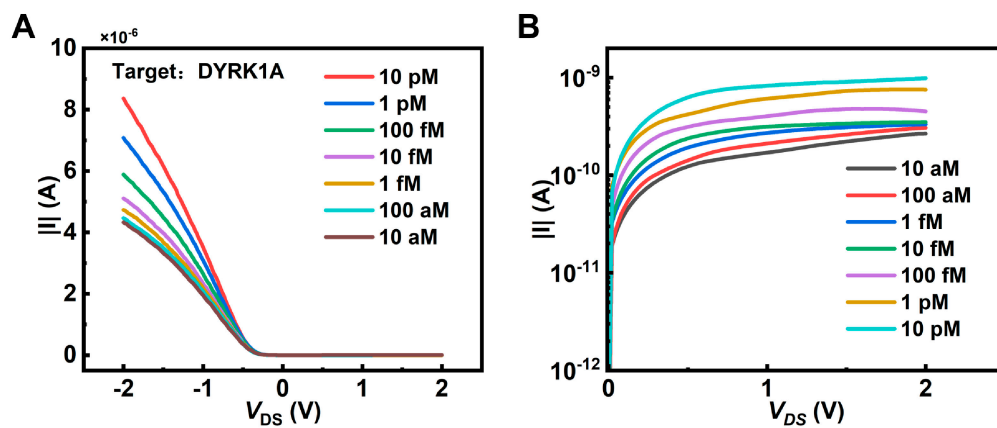 A
×10⁻⁶
Target: DYRK1A
10 pM
1 pM
100 fM
10 fM
1 fM
100 aM
10 aM
10
8
6
4
2
0
|I| (A)
-2
-1
0
1
2
VDS (V)
B
10⁻⁹
10⁻¹⁰
10⁻¹¹
10⁻¹²
|I| (A)
10 aM
100 aM
1 fM
10 fM
100 fM
1 pM
10 pM
0
1
2
VDS (V)